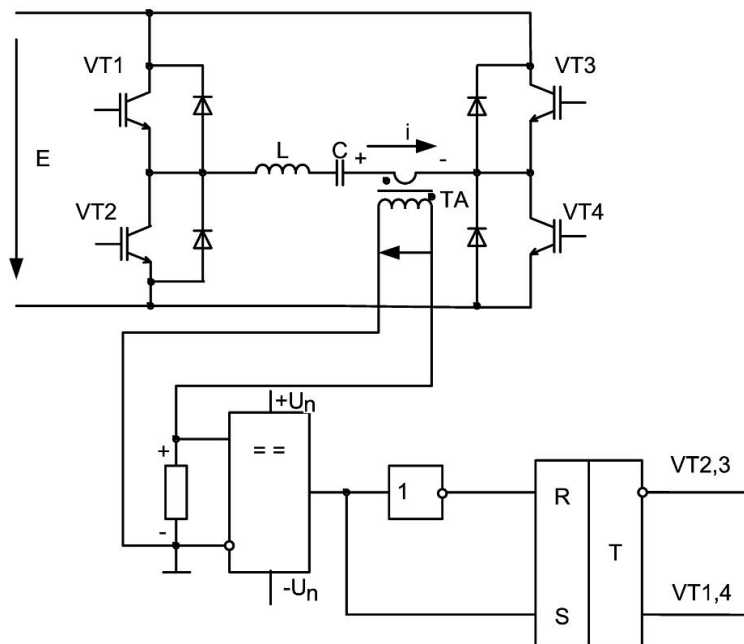 VT1
VT3
E
L
C
+
i
-
TA
VT2
VT4
+Un
+
= =
-
-Un
1
R
S
T
VT2,3
VT1,4